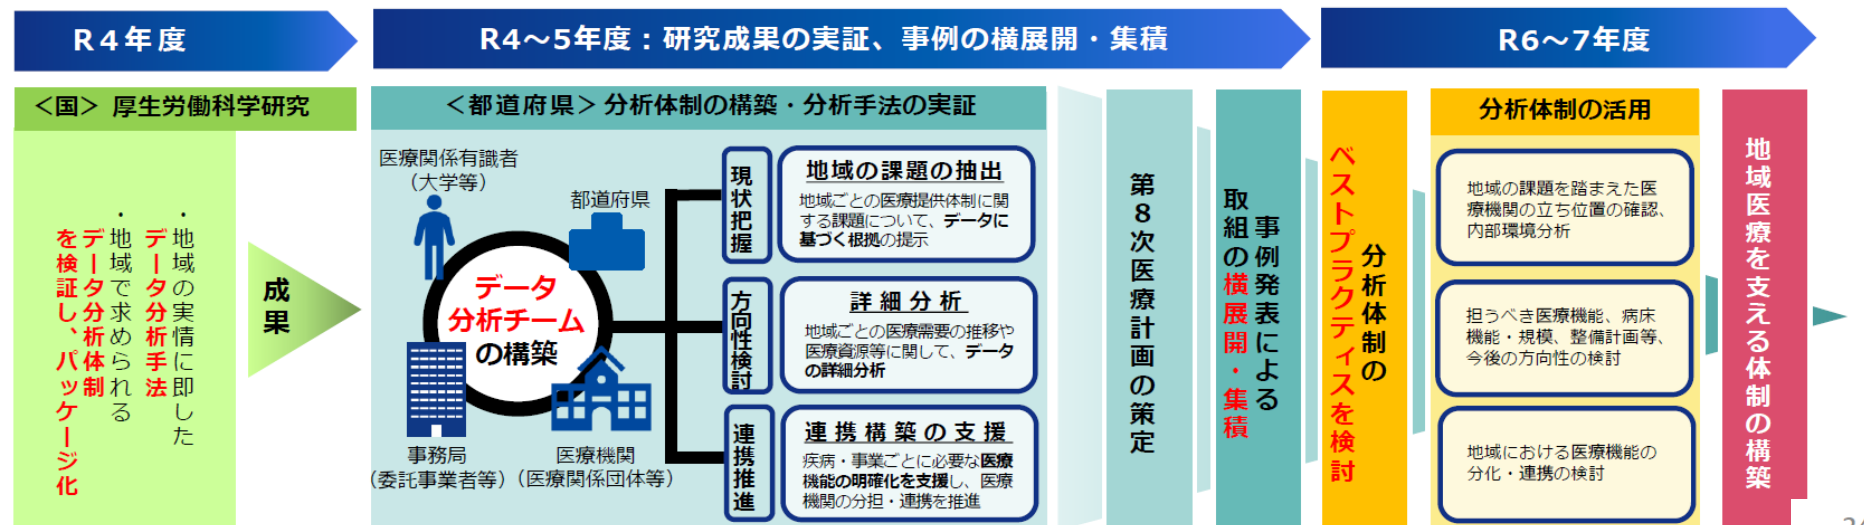 R4年度
R4～5年度：研究成果の実証、事例の横展開・集積
R6～7年度
＜国＞ 厚生労働科学研究
・地域の実情に即した
データ分析手法
・地域で求められる
データ分析体制
を検証し、パッケージ化
成果
＜都道府県＞分析体制の構築・分析手法の実証
医療関係有識者
（大学等）
都道府県
データ
分析チーム
の構築
事務局
（委託事業者等）
医療機関
（医療関係団体等）
現状把握
地域の課題の抽出
地域ごとの医療提供体制に関
する課題について、データに
基づく根拠の提示
方向性検討
詳細分析
地域ごとの医療需要の推移や
医療資源等に関して、データ
の詳細分析
連携推進
連携構築の支援
疾病・事業ごとに必要な医療
機能の明確化を支援し、医療
機関の分担・連携を推進
第8次医療計画の策定
事例発表による
取組の横展開・集積
分析体制の
ベストプラクティスを検討
分析体制の活用
地域の課題を踏まえた医
療機関の立ち位置の確認、
内部環境分析
担うべき医療機能、病床
機能・規模、整備計画等、
今後の方向性の検討
地域における医療機能の
分化・連携の検討
地域医療を支える体制の構築